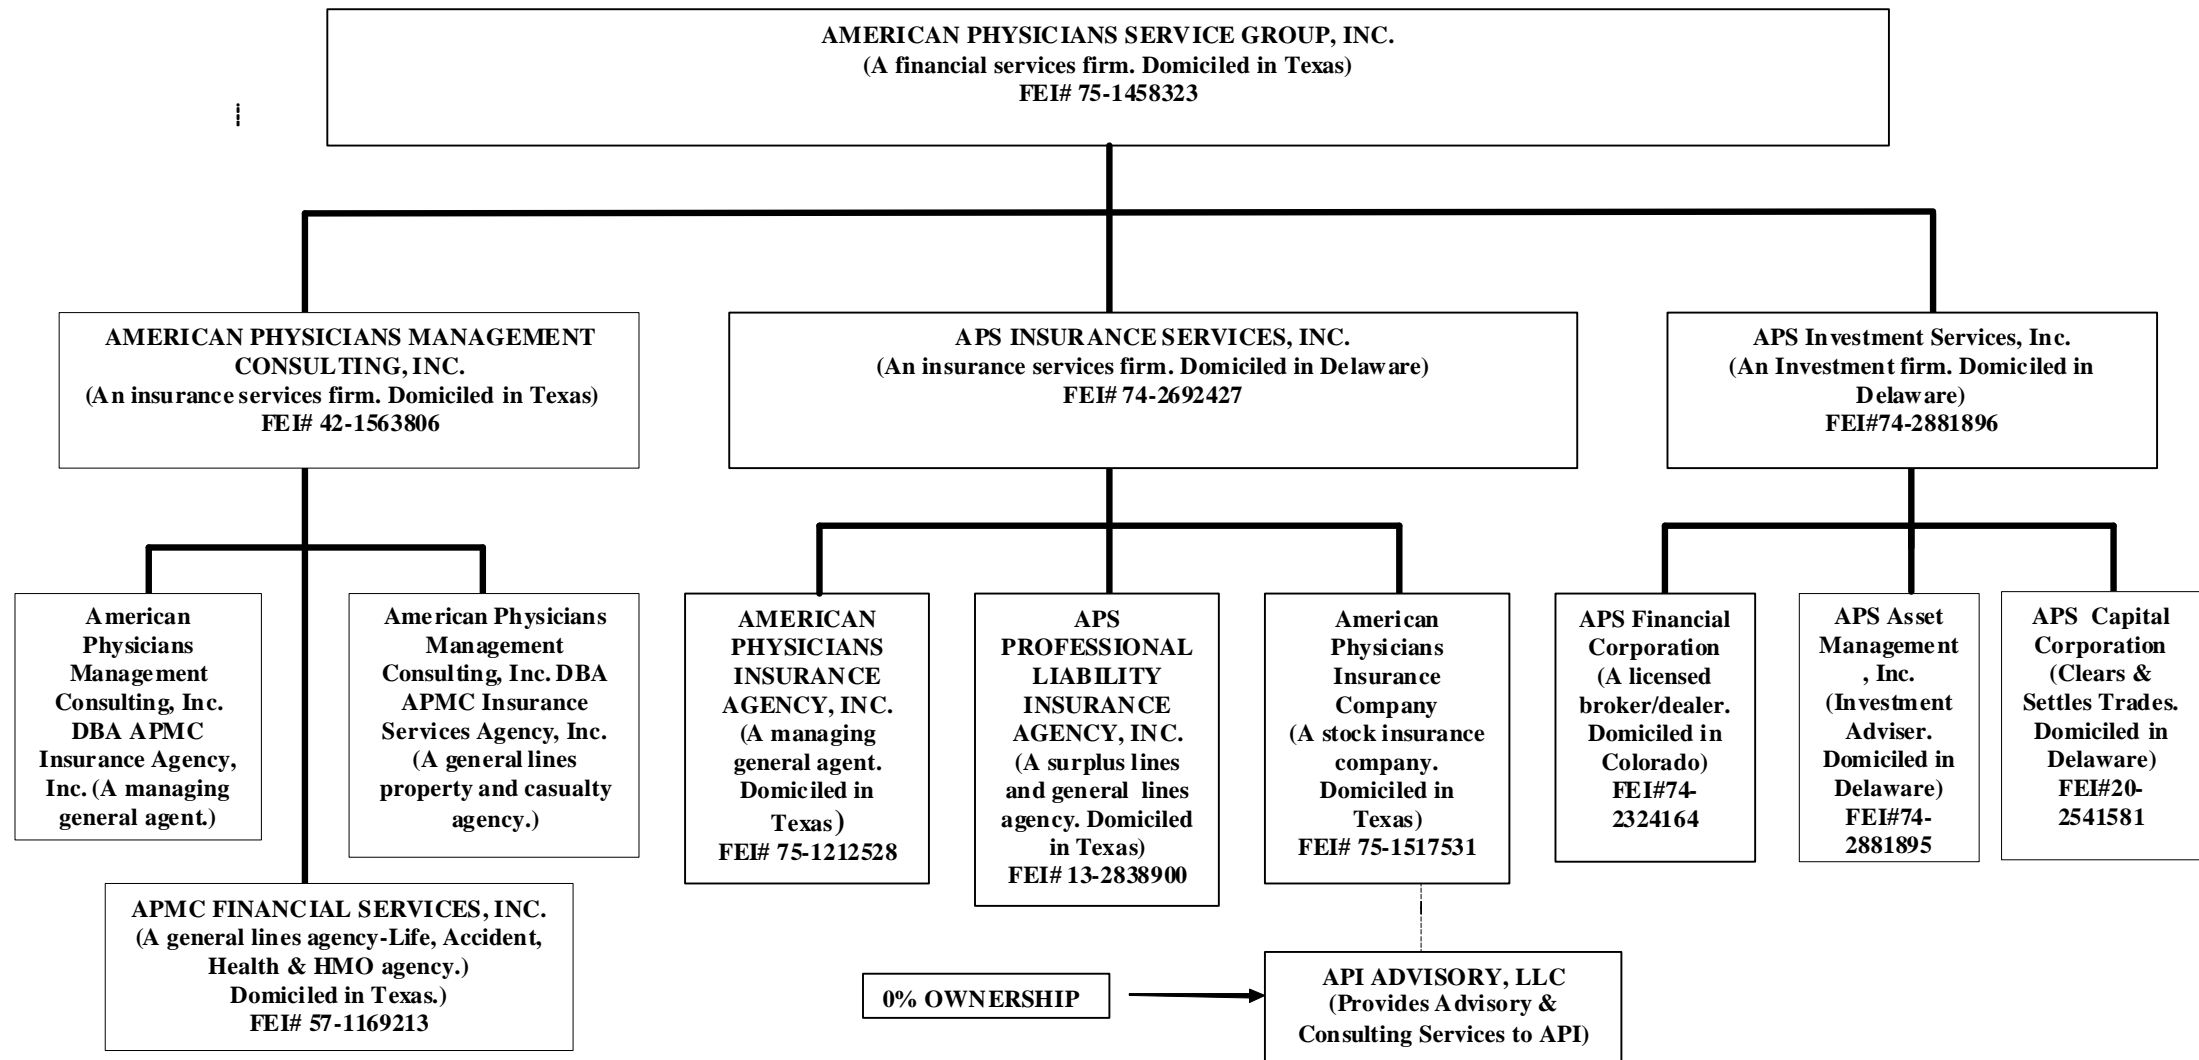 AMERICAN PHYSICIANS SERVICE GROUP, INC.
(A financial services firm. Domiciled in Texas)
FEI# 75-1458323
AMERICAN PHYSICIANS MANAGEMENT
CONSULTING, INC.
(An insurance services firm. Domiciled in Texas)
FEI# 42-1563806
APS INSURANCE SERVICES, INC.
(An insurance services firm. Domiciled in Delaware)
FEI# 74-2692427
APS Investment Services, Inc.
(An Investment firm. Domiciled in
Delaware)
FEI#74-2881896
American
Physicians
Management
Consulting, Inc.
DBA APMC
Insurance Agency,
Inc. (A managing
general agent.)
American Physicians
Management
Consulting, Inc. DBA
APMC Insurance
Services Agency, Inc.
(A general lines
property and casualty
agency.)
AMERICAN
PHYSICIANS
INSURANCE
AGENCY, INC.
(A managing
general agent.
Domiciled in
Texas)
FEI# 75-1212528
APS
PROFESSIONAL
LIABILITY
INSURANCE
AGENCY, INC.
(A surplus lines
and general lines
agency. Domiciled
in Texas)
FEI# 13-2838900
American
Physicians
Insurance
Company
(A stock insurance
company.
Domiciled in
Texas)
FEI# 75-1517531
APS Financial
Corporation
(A licensed
broker/dealer.
Domiciled in
Colorado)
FEI#74-
2324164
APS Asset
Management
, Inc.
(Investment
Adviser.
Domiciled in
Delaware)
FEI#74-
2881895
APS Capital
Corporation
(Clears &
Settles Trades.
Domiciled in
Delaware)
FEI#20-
2541581
APMC FINANCIAL SERVICES, INC.
(A general lines agency-Life, Accident,
Health & HMO agency.)
Domiciled in Texas.)
FEI# 57-1169213
0% OWNERSHIP
API ADVISORY, LLC
(Provides Advisory &
Consulting Services to API)